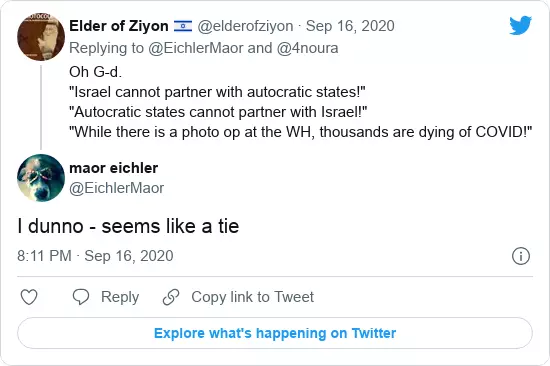 Elder of Ziyon 🇮🇱 @elderofziyon · Sep 16, 2020
Replying to @EichlerMaor and @4noura
Oh G-d.
"Israel cannot partner with autocratic states!"
"Autocratic states cannot partner with Israel!"
"While there is a photo op at the WH, thousands are dying of COVID!"
maor eichler
@EichlerMaor
I dunno - seems like a tie
8:11 PM · Sep 16, 2020
Reply Copy link to Tweet
Explore what's happening on Twitter